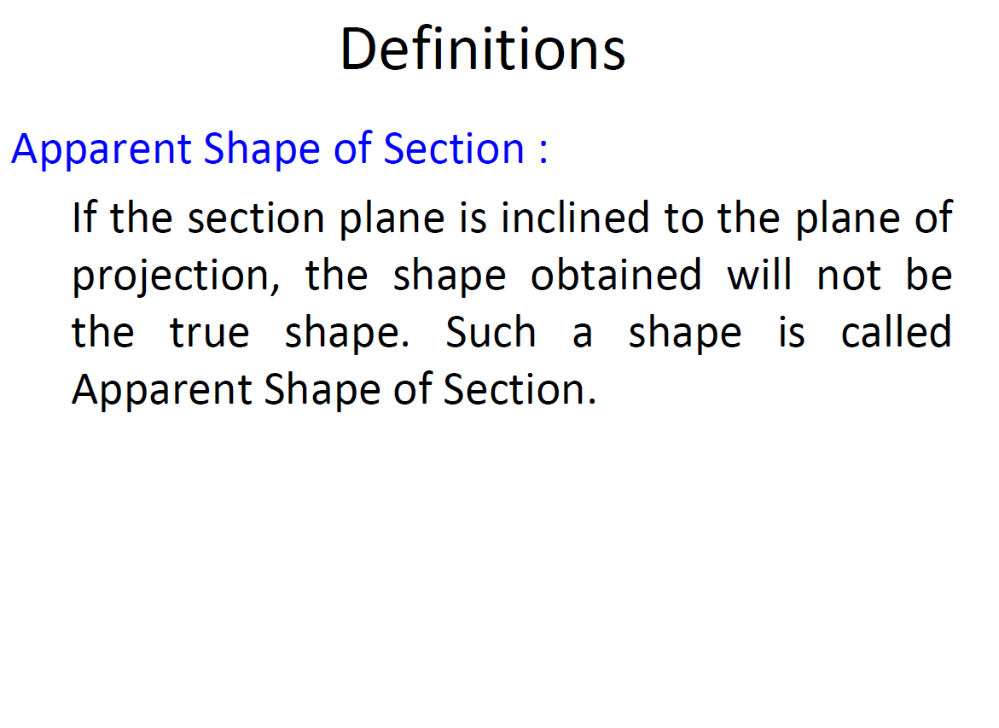 Definitions
Apparent Shape of Section :
If the section plane is inclined to the plane of
projection, the shape obtained will not be
the true shape. Such a shape is called
Apparent Shape of Section.